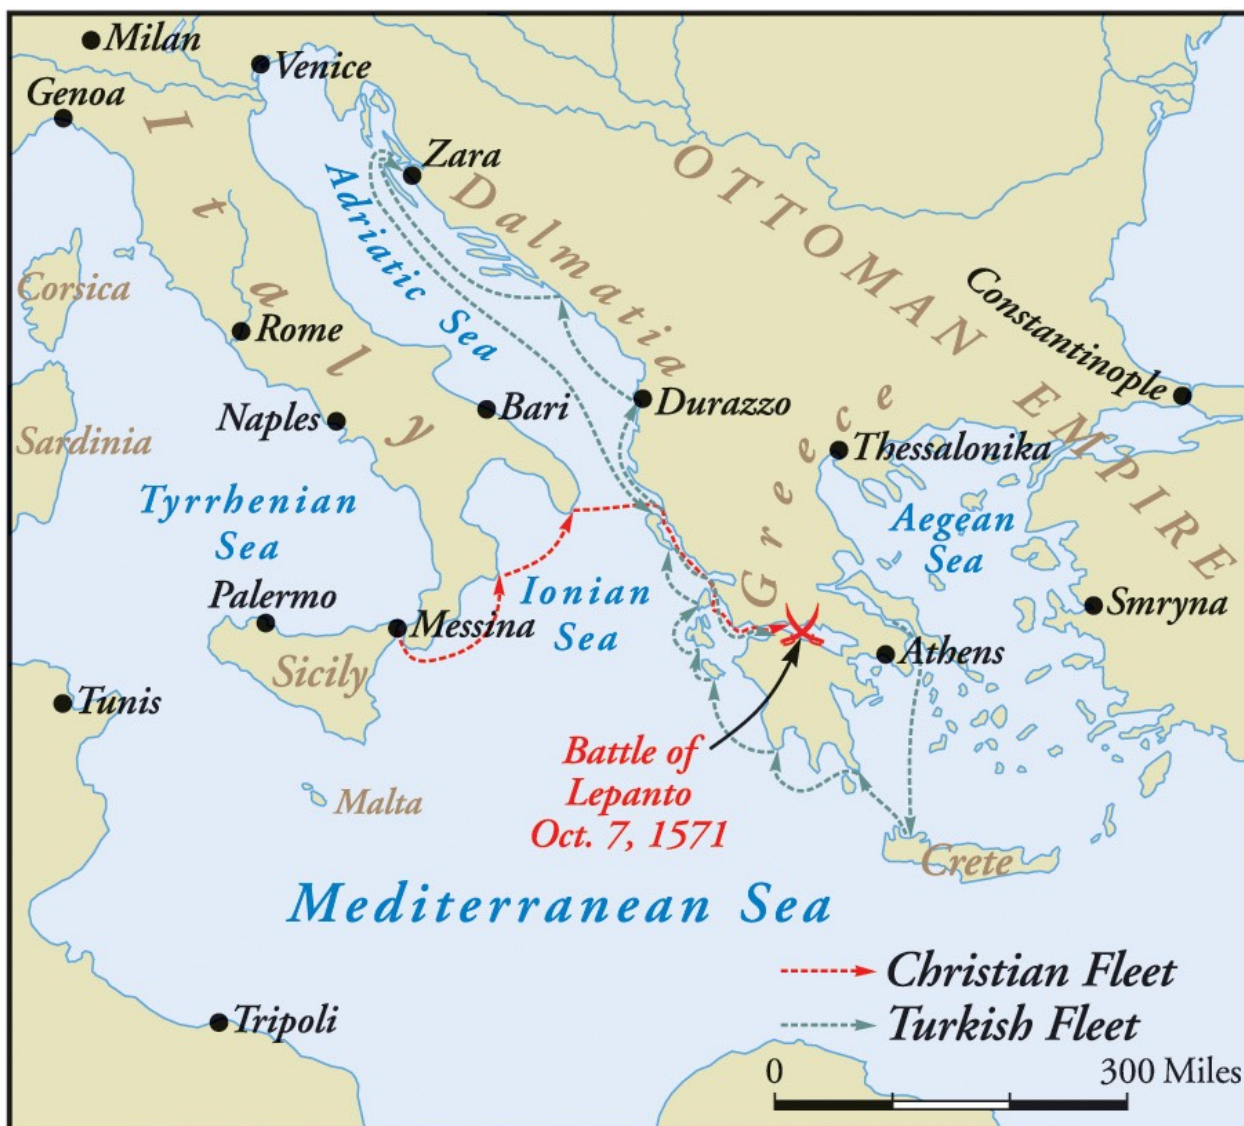 Milan
Venice
Genoa
Italy
Zara
Adriatic Sea
Dalmatia
OTTOMAN EMPIRE
Corsica
Rome
Constantinople
Naples
Bari
Durazzo
Greece
Thessalonika
Sardinia
Tyrrhenian
Sea
Aegean
Sea
Palermo
Messina
Ionian
Sea
Smryna
Sicily
Athens
Tunis
Battle of
Lepanto
Oct. 7, 1571
Malta
Crete
Mediterranean Sea
Christian Fleet
Tripoli
Turkish Fleet
0 300 Miles